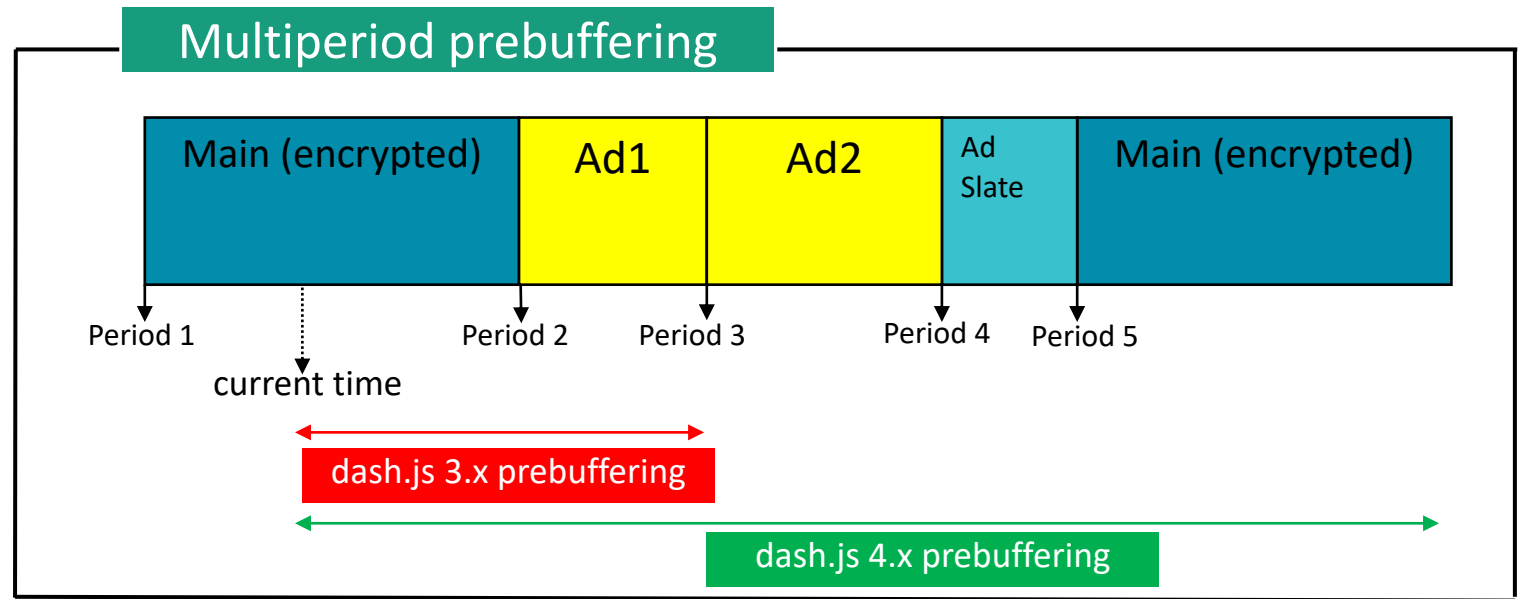 Multiperiod prebuffering
Main (encrypted)
Ad1
Ad2
Ad
Slate
Main (encrypted)
Period 1
Period 2
Period 3
Period 4
Period 5
current time
dash.js 3.x prebuffering
dash.js 4.x prebuffering